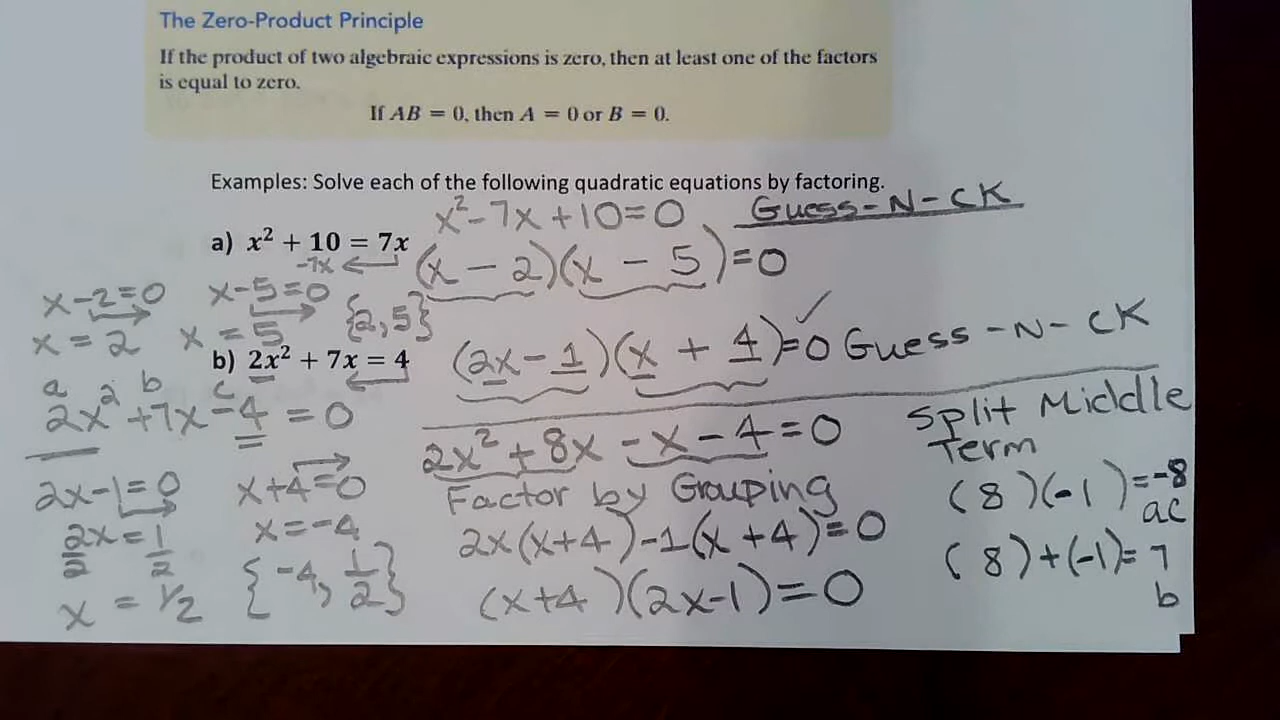 The Zero-Product Principle
If the product of two algebraic expressions is zero, then at least one of the factors
is equal to zero.
If AB = 0, then A = 0 or B = 0.
Examples: Solve each of the following quadratic equations by factoring.
x² - 7x + 10 = 0
Guess-N-CK
a) x² + 10 = 7x
-7x
(x - 2)(x - 5) = 0
x - 2 = 0
x - 5 = 0
x = 2
x = 5
{2, 5}
b) 2x² + 7x = 4
(2x - 1)(x + 4) = 0 ✓ Guess-N-CK
a b c
2x² + 7x - 4 = 0
2x² + 8x - x - 4 = 0
Split Middle
Term
Factor by Grouping
(8)(-1) = -8
ac
2x(x+4) - 1(x+4) = 0
(8) + (-1) = 7
b
(x+4)(2x-1) = 0
2x - 1 = 0
2x/2 = 1/2
x = 1/2
x + 4 = 0
x = -4
{-4, 1/2}